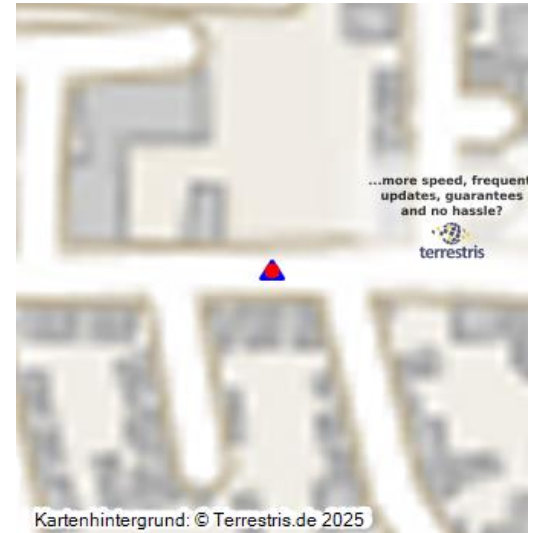 ...more speed, frequent
updates, guarantees
and no hassle?
terrestris
Kartenhintergrund: © Terrestris.de 2025